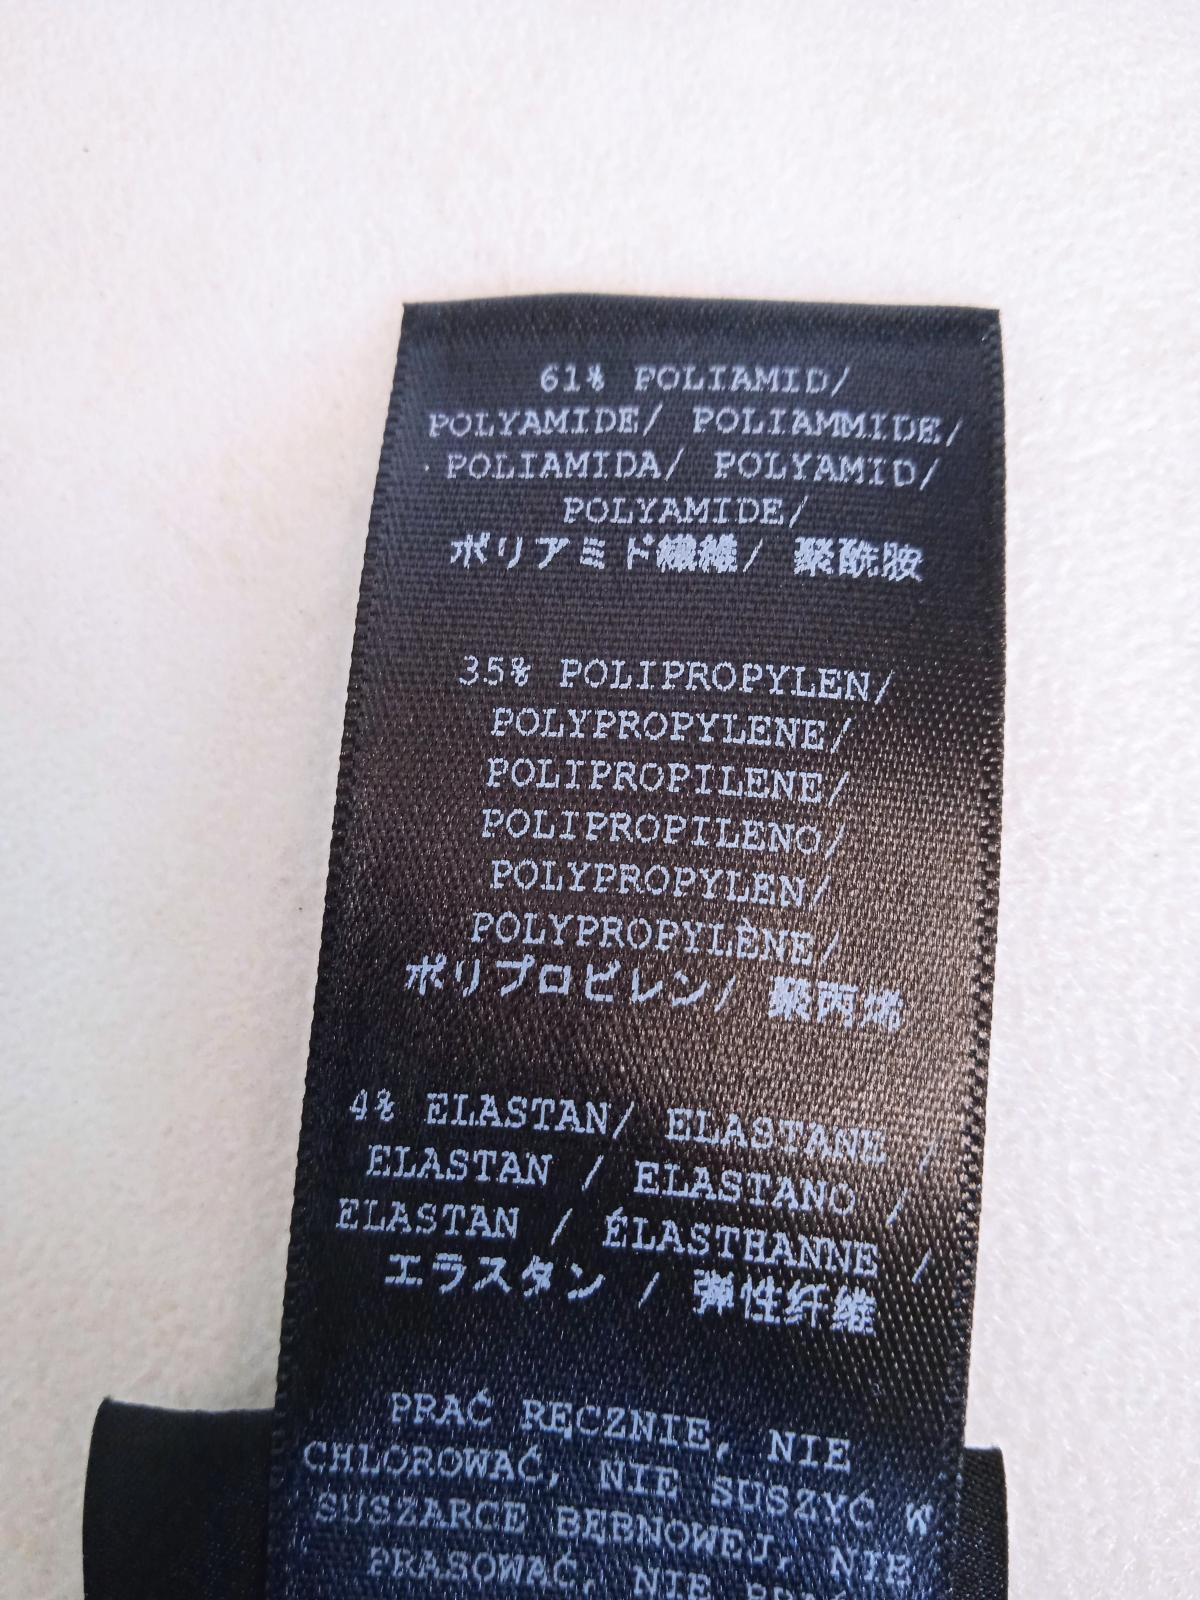 61% POLIAMID/
POLYAMIDE/ POLIAMMIDE/
POLIAMIDA/ POLYAMID/
POLYAMIDE/
ポリアミド繊維/ 聚酰胺
35% POLIPROPYLEN/
POLYPROPYLENE/
POLIPROPILENE/
POLIPROPILENO/
POLYPROPYLEN/
POLYPROPYLÈNE/
ポリプロピレン/ 聚丙烯
4% ELASTAN/ ELASTANE /
ELASTAN / ELASTANO /
ELASTAN / ÉLASTHANNE /
エラスタン / 弹性纤维
PRAĆ RĘCZNIE, NIE
CHLOROWAĆ, NIE SUSZYĆ W
SUSZARCE BĘBNOWEJ, NIE
PRASOWAĆ, NIE